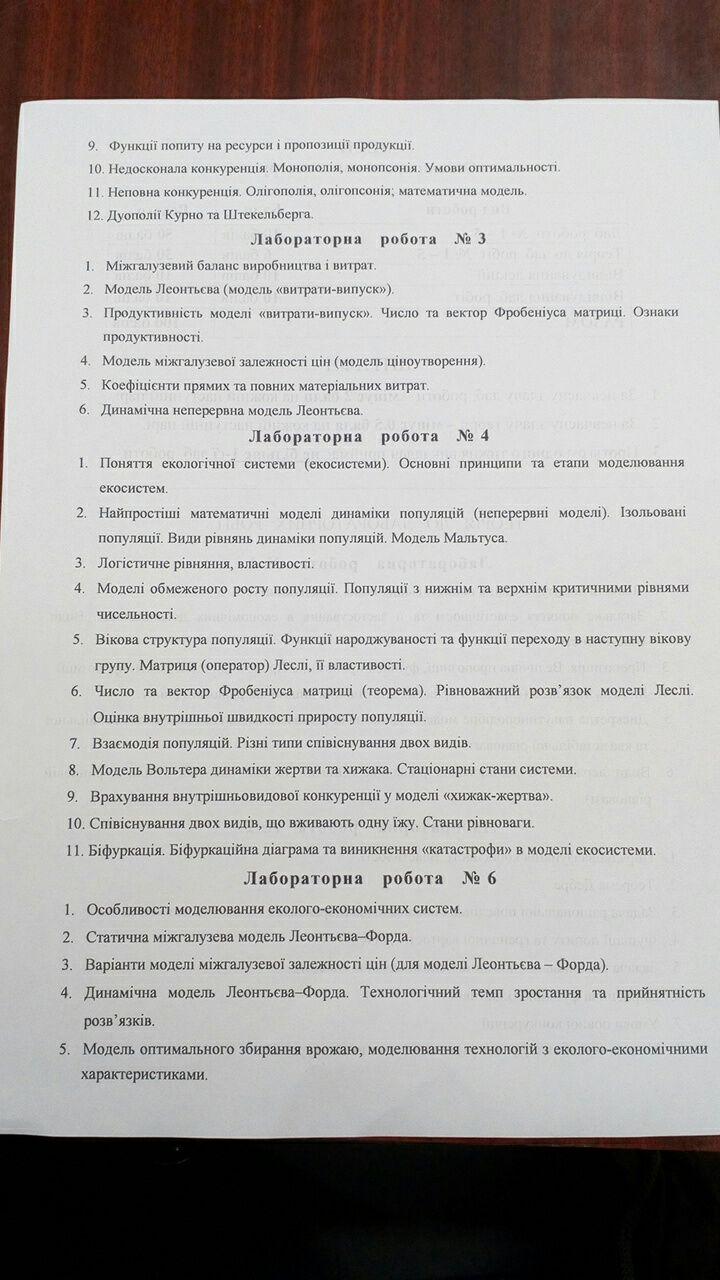 9. Функції попиту на ресурси і пропозиції продукції.
10. Недосконала конкуренція. Монополія, монопсонія. Умови оптимальності.
11. Неповна конкуренція. Олігополія, олігопсонія; математична модель.
12. Дуополії Курно та Штекельберга.
Лабораторна робота № 3
1. Міжгалузевий баланс виробництва і витрат.
2. Модель Леонтьєва (модель «витрати-випуск»).
3. Продуктивність моделі «витрати-випуск». Число та вектор Фробеніуса матриці. Ознаки
продуктивності.
4. Модель міжгалузевої залежності цін (модель ціноутворення).
5. Коефіцієнти прямих та повних матеріальних витрат.
6. Динамічна неперервна модель Леонтьєва.
Лабораторна робота № 4
1. Поняття екологічної системи (екосистеми). Основні принципи та етапи моделювання
екосистем.
2. Найпростіші математичні моделі динаміки популяцій (неперервні моделі). Ізольовані
популяції. Види рівнянь динаміки популяцій. Модель Мальтуса.
3. Логістичне рівняння, властивості.
4. Моделі обмеженого росту популяції. Популяції з нижнім та верхнім критичними рівнями
чисельності.
5. Вікова структура популяції. Функції народжуваності та функції переходу в наступну вікову
групу. Матриця (оператор) Леслі, її властивості.
6. Число та вектор Фробеніуса матриці (теорема). Рівноважний розв’язок моделі Леслі.
Оцінка внутрішньої швидкості приросту популяції.
7. Взаємодія популяцій. Різні типи співіснування двох видів.
8. Модель Вольтера динаміки жертви та хижака. Стаціонарні стани системи.
9. Врахування внутрішньовидової конкуренції у моделі «хижак-жертва».
10. Співіснування двох видів, що вживають одну їжу. Стани рівноваги.
11. Біфуркація. Біфуркаційна діаграма та виникнення «катастрофи» в моделі екосистеми.
Лабораторна робота № 6
1. Особливості моделювання еколого-економічних систем.
2. Статична міжгалузева модель Леонтьєва–Форда.
3. Варіанти моделі міжгалузевої залежності цін (для моделі Леонтьєва – Форда).
4. Динамічна модель Леонтьєва–Форда. Технологічний темп зростання та прийнятність
розв’язків.
5. Модель оптимального збирання врожаю, моделювання технологій з еколого-економічними
характеристиками.